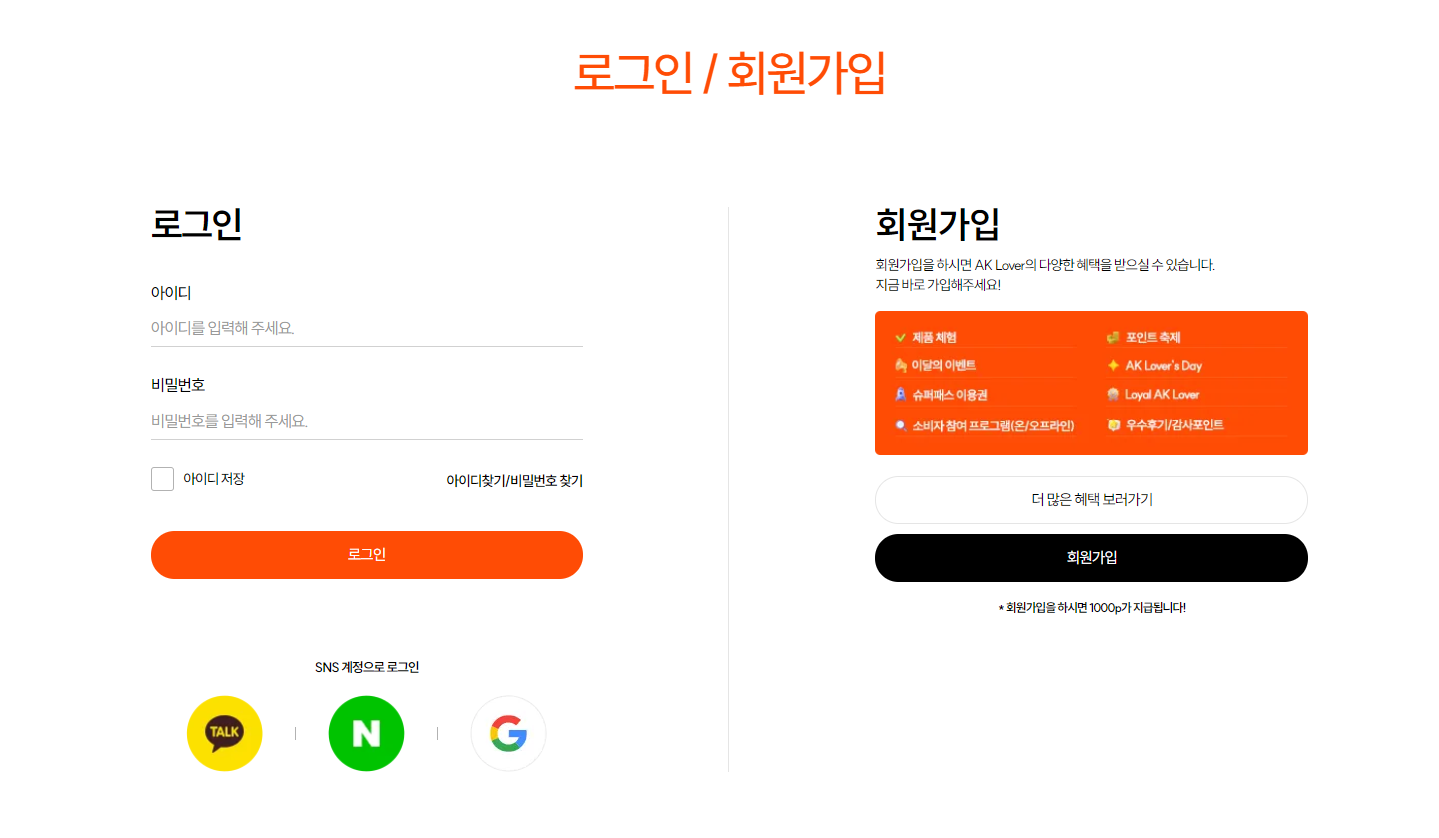 로그인 / 회원가입
로그인
아이디
아이디를 입력해 주세요.
비밀번호
비밀번호를 입력해 주세요.
아이디 저장
아이디찾기/비밀번호 찾기
로그인
SNS 계정으로 로그인
TALK
N
G
회원가입
회원가입을 하시면 AK Lover의 다양한 혜택을 받으실 수 있습니다.
지금 바로 가입해주세요!
제품 체험
포인트 축제
이달의 이벤트
AK Lover's Day
슈퍼패스 이용권
Loyal AK Lover
소비자 참여 프로그램(온/오프라인)
우수후기/감사포인트
더 많은 혜택 보러가기
회원가입
* 회원가입을 하시면 1000p가 지급됩니다!